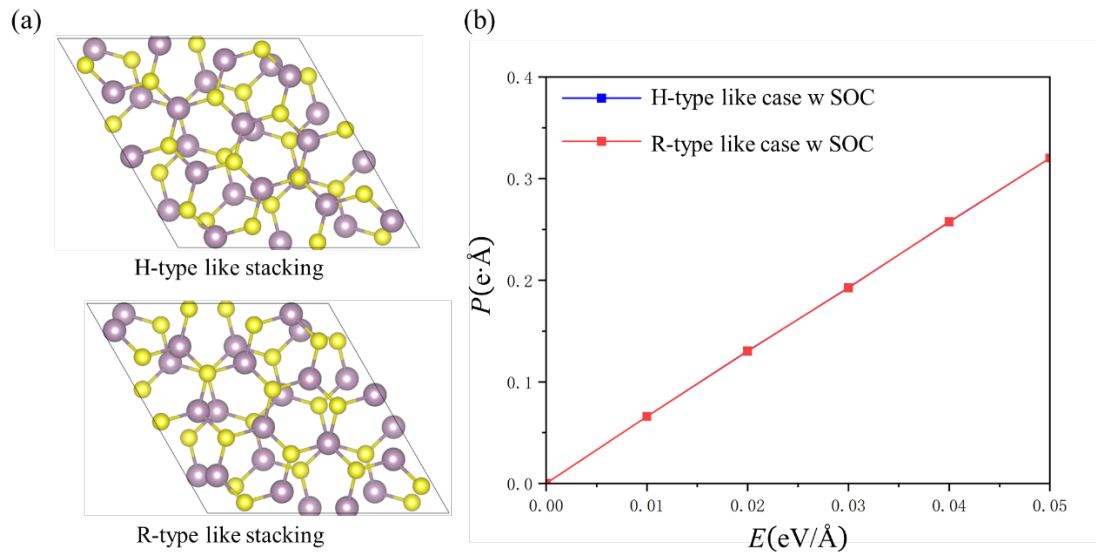 (a)
H-type like stacking
R-type like stacking
(b)
H-type like case w SOC
R-type like case w SOC
P(e·Å)
0.4
0.3
0.2
0.1
0.0
0.00 0.01 0.02 0.03 0.04 0.05
E(eV/Å)